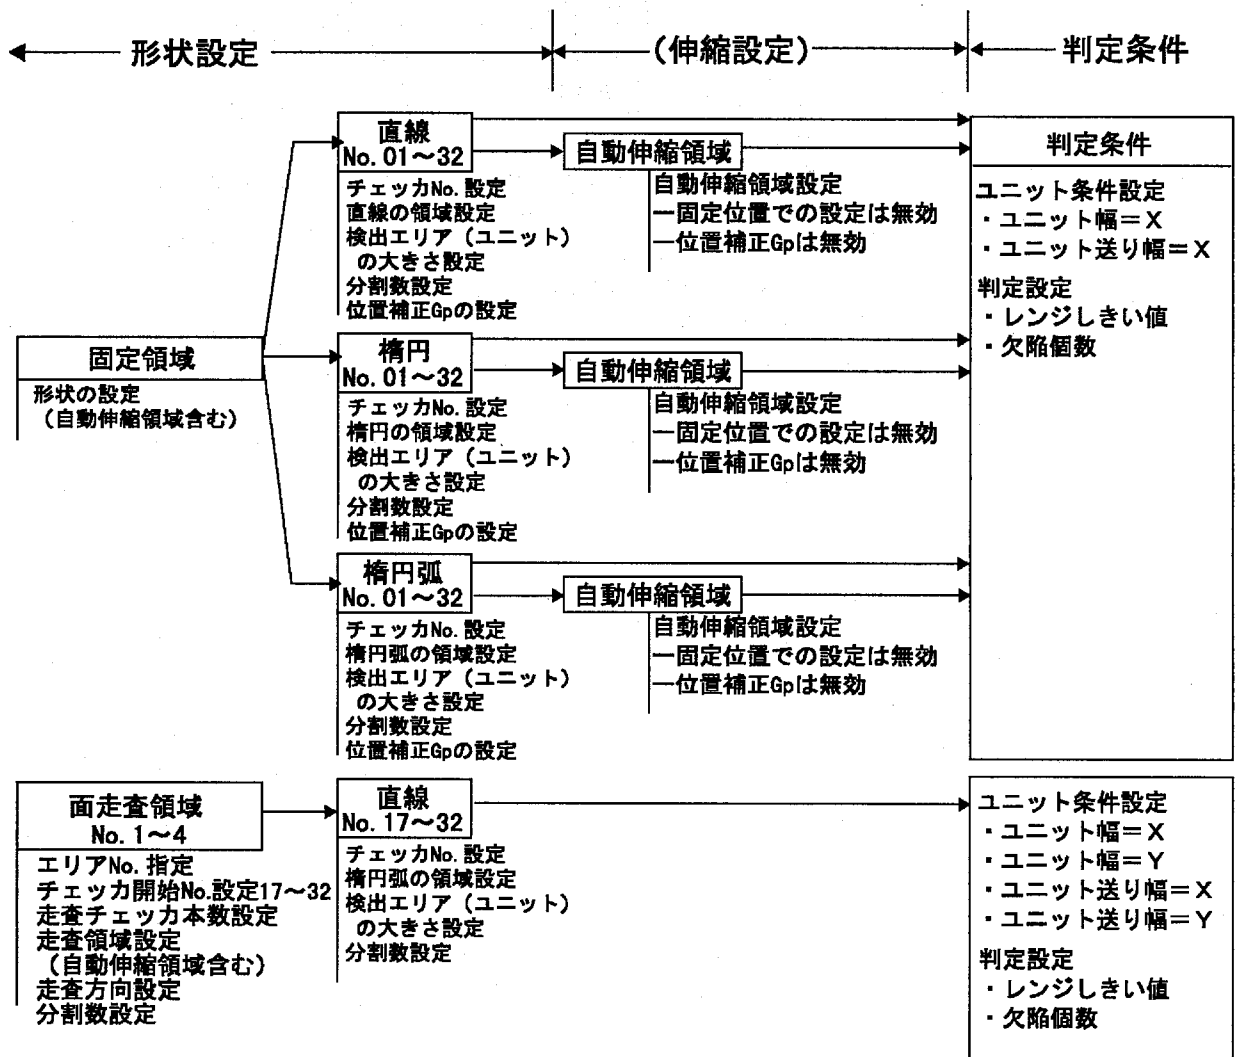 形状設定
(伸縮設定)
判定条件
固定領域
形状の設定
(自動伸縮領域含む)
直線
No. 01～32
チェッカNo. 設定
直線の領域設定
検出エリア (ユニット)
の大きさ設定
分割数設定
位置補正Gpの設定
自動伸縮領域
自動伸縮領域設定
ー固定位置での設定は無効
ー位置補正Gpは無効
楕円
No. 01～32
チェッカNo. 設定
楕円の領域設定
検出エリア (ユニット)
の大きさ設定
分割数設定
位置補正Gpの設定
自動伸縮領域
自動伸縮領域設定
ー固定位置での設定は無効
ー位置補正Gpは無効
楕円弧
No. 01～32
チェッカNo. 設定
楕円弧の領域設定
検出エリア (ユニット)
の大きさ設定
分割数設定
位置補正Gpの設定
自動伸縮領域
自動伸縮領域設定
ー固定位置での設定は無効
ー位置補正Gpは無効
判定条件
ユニット条件設定
・ユニット幅＝X
・ユニット送り幅＝X
判定設定
・レンジしきい値
・欠陥個数
面走査領域
No. 1～4
エリアNo. 指定
チェッカ開始No.設定17～32
走査チェッカ本数設定
走査領域設定
(自動伸縮領域含む)
走査方向設定
分割数設定
直線
No. 17～32
チェッカNo. 設定
楕円弧の領域設定
検出エリア (ユニット)
の大きさ設定
分割数設定
ユニット条件設定
・ユニット幅＝X
・ユニット幅＝Y
・ユニット送り幅＝X
・ユニット送り幅＝Y
判定設定
・レンジしきい値
・欠陥個数